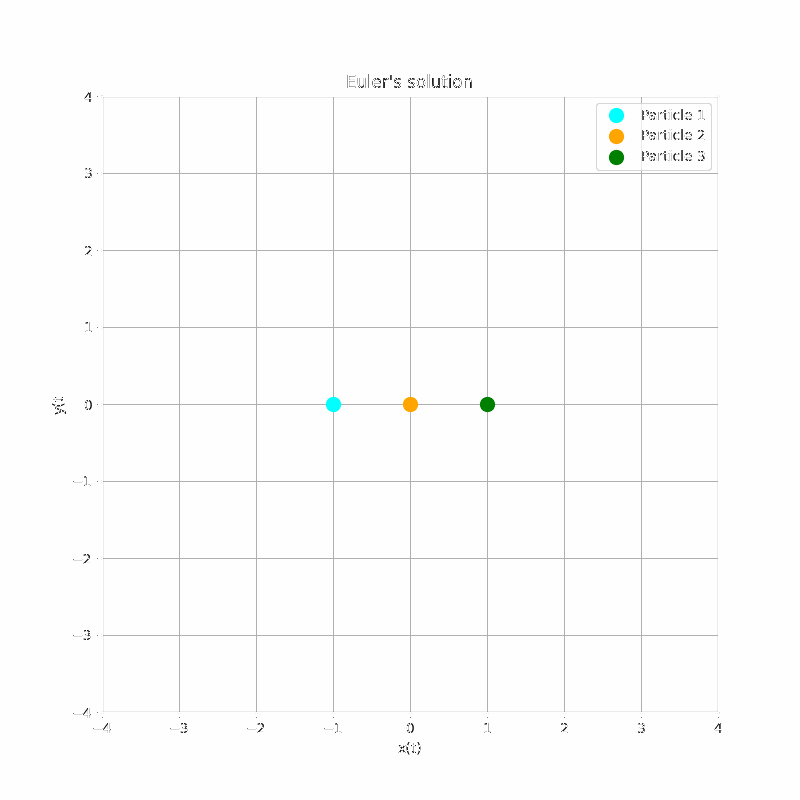 Euler's solution
Particle 1
Particle 2
Particle 3
4
3
2
1
0
−1
−2
−3
−4
y(t
−4 −3 −2 −1 0 1 2 3 4
x(t)